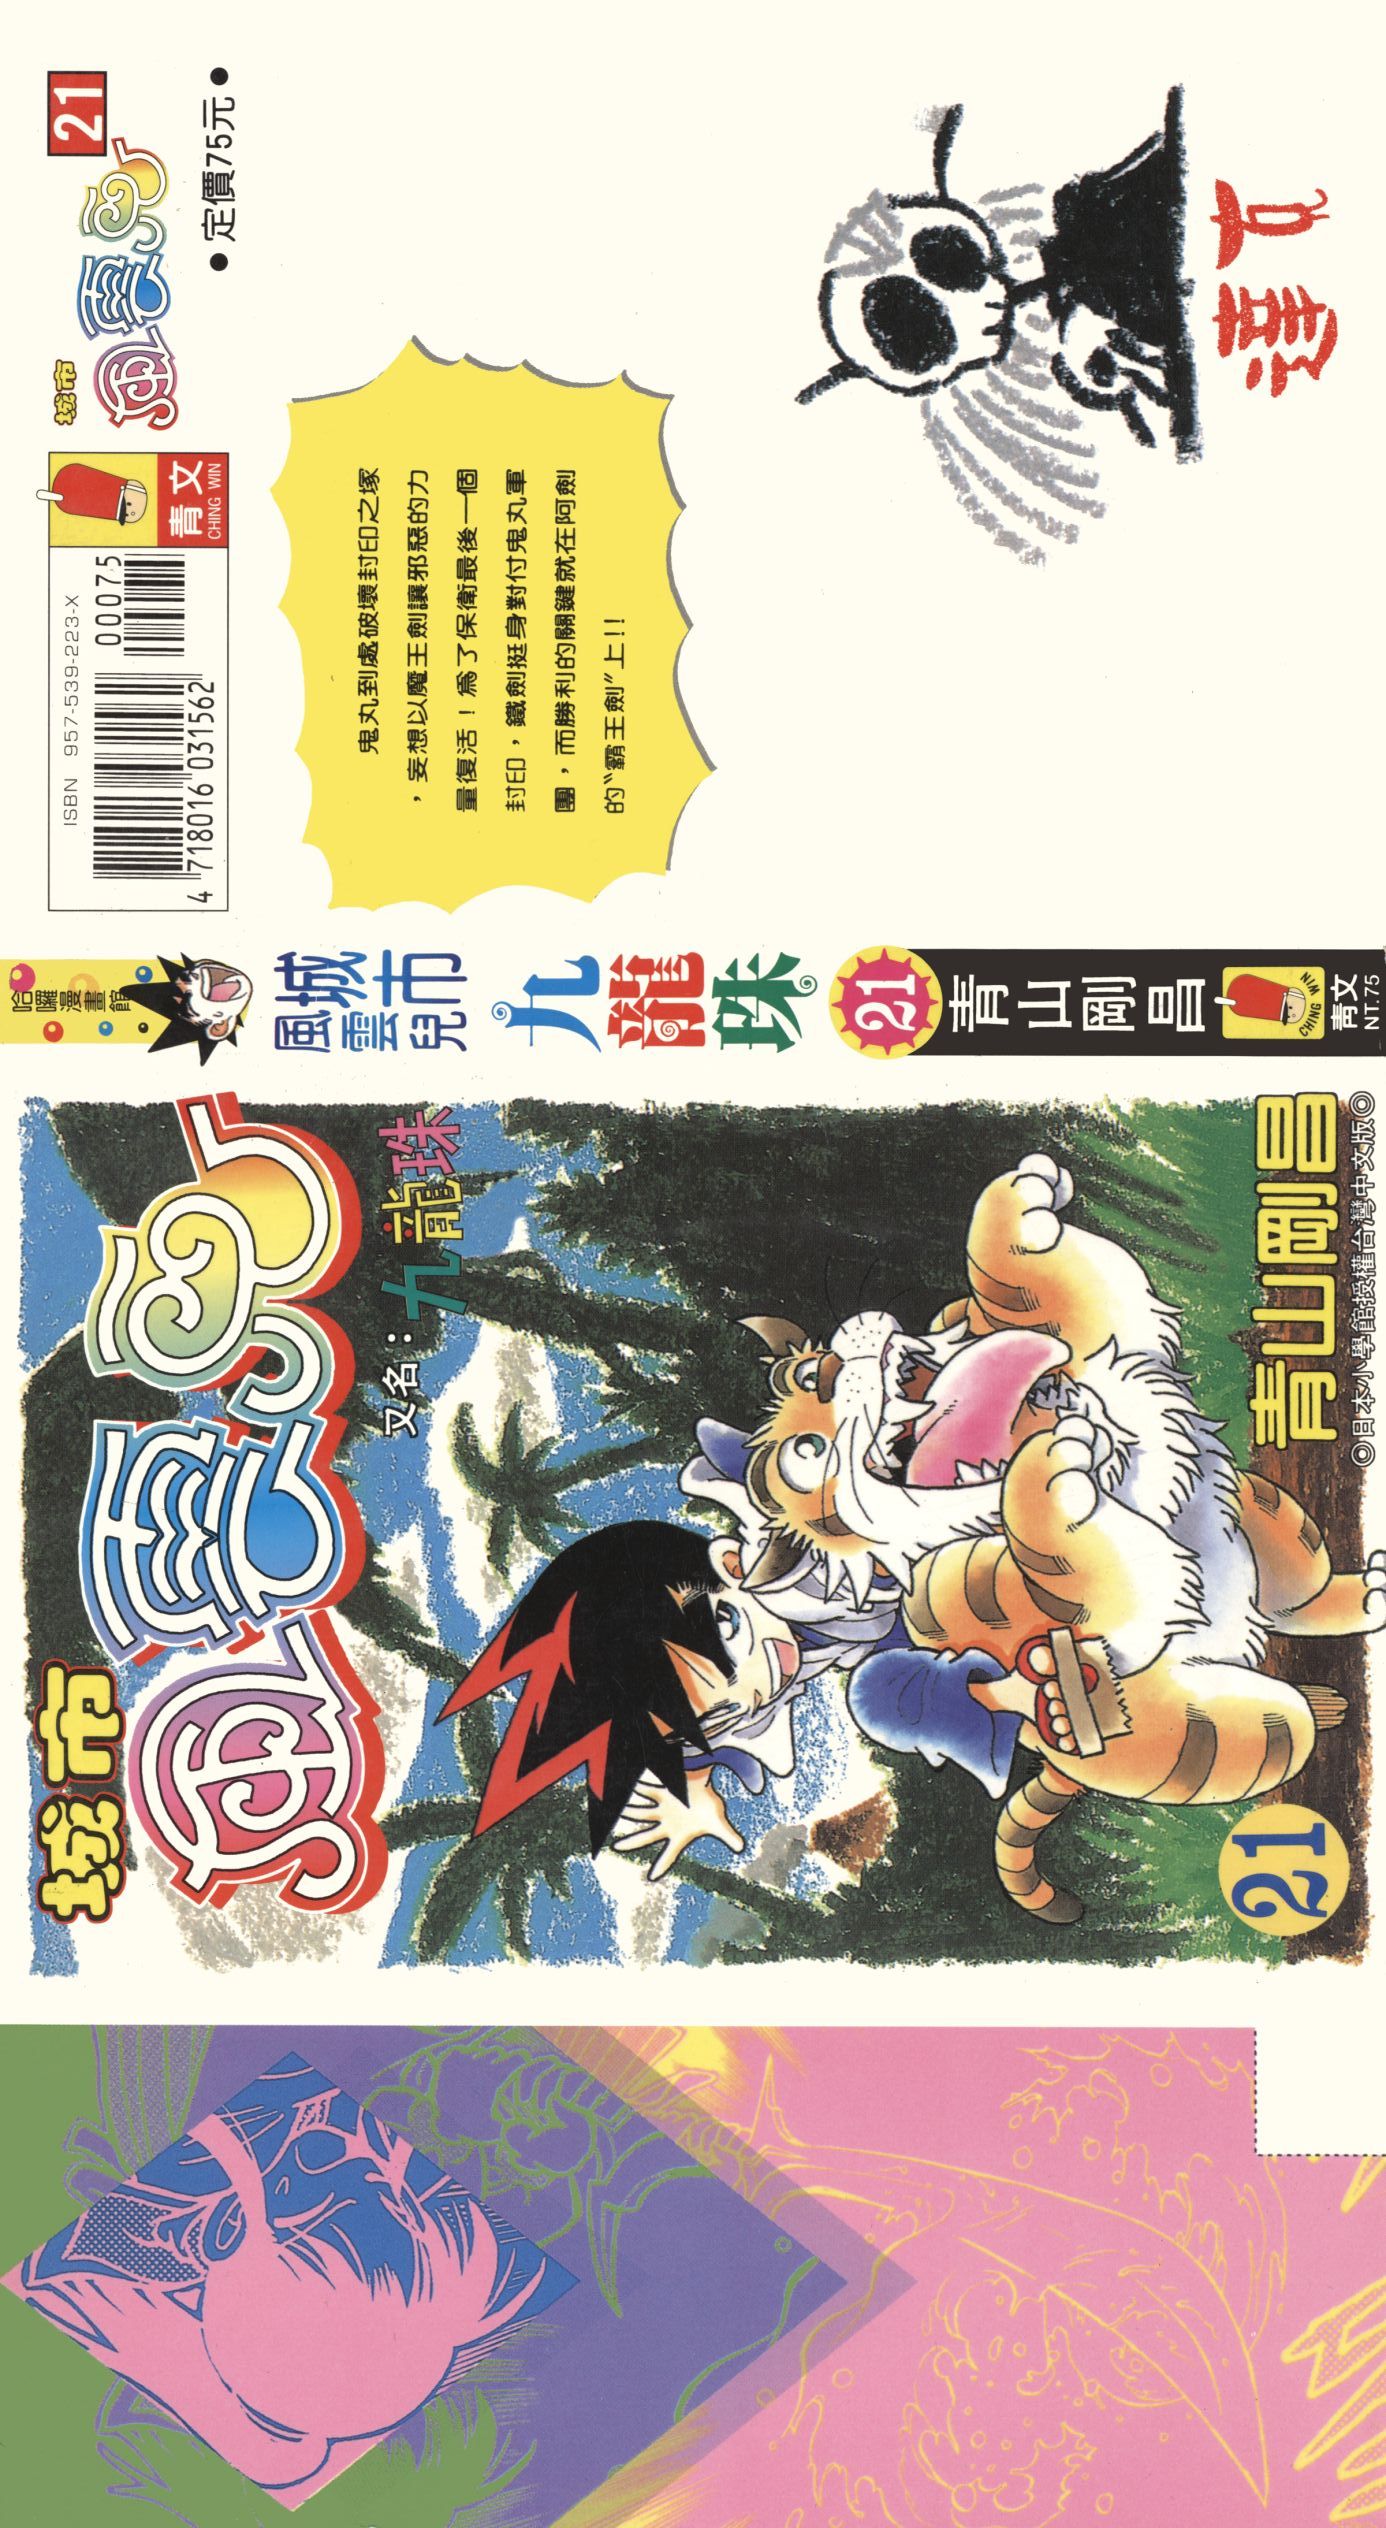 21
城市
風雲兒
●定價75元●
青文
CHING WIN
ISBN 957-539-223-X
00075
4 718016 031562
鬼丸到處破壞封印之塚
，妄想以魔王劍讓邪惡的力
量復活！為了保衛最後一個
封印，鐵劍挺身對付鬼丸軍
團，而勝利的關鍵就在阿劍
的〝霸王劍〞上!!
達瓦
哈囉漫畫館
城市
風雲兒
九龍珠
21
青山剛昌
CHING WIN
青文
NT.75
城市
風雲兒
又名：九龍珠
青山剛昌
◎日本小學館授權台灣中文版◎
21